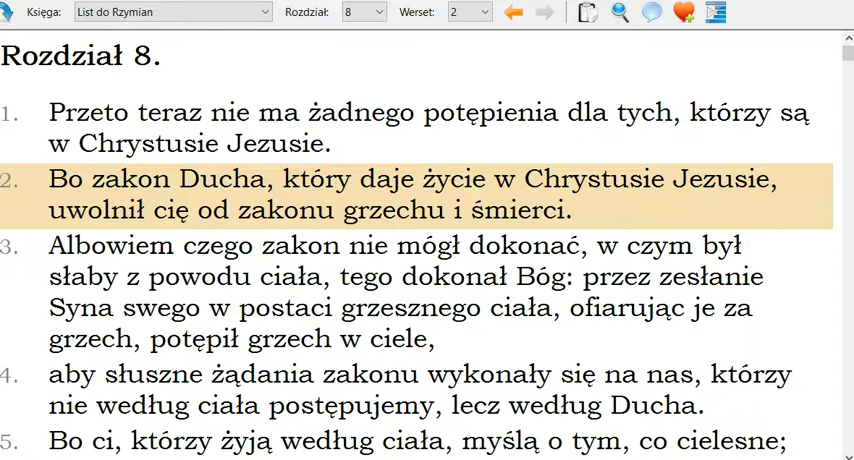 Księga: List do Rzymian Rozdział: 8 Werset: 2
Rozdział 8.
1. Przeto teraz nie ma żadnego potępienia dla tych, którzy są
w Chrystusie Jezusie.
2. Bo zakon Ducha, który daje życie w Chrystusie Jezusie,
uwolnił cię od zakonu grzechu i śmierci.
3. Albowiem czego zakon nie mógł dokonać, w czym był
słaby z powodu ciała, tego dokonał Bóg: przez zesłanie
Syna swego w postaci grzesznego ciała, ofiarując je za
grzech, potępił grzech w ciele,
4. aby słuszne żądania zakonu wykonały się na nas, którzy
nie według ciała postępujemy, lecz według Ducha.
5. Bo ci, którzy żyją według ciała, myślą o tym, co cielesne;